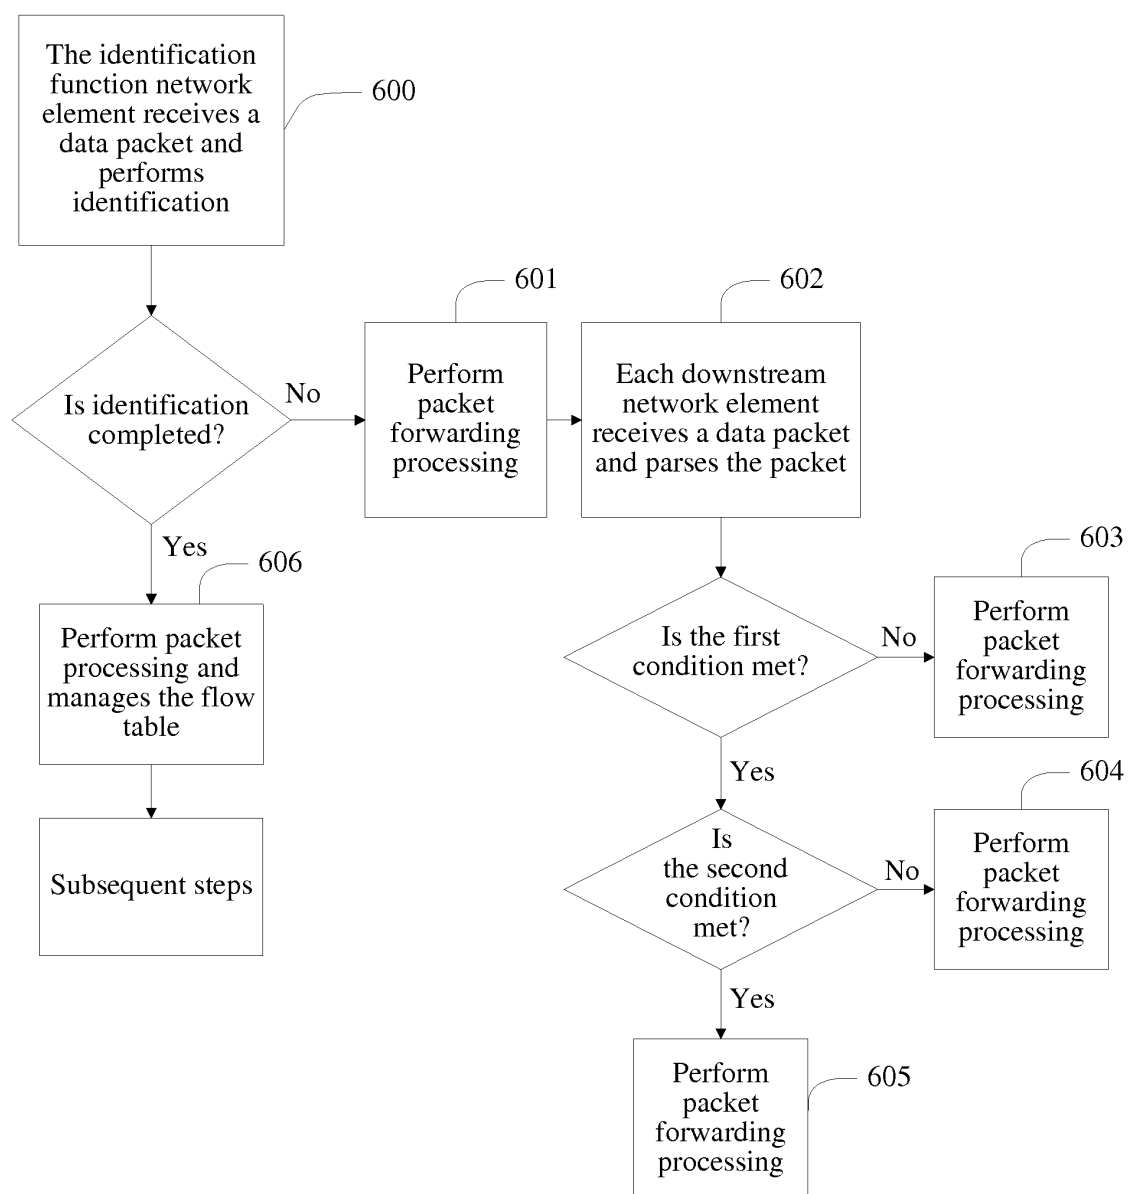 The identification
function network
element receives a
data packet and
performs
identification
600
Is identification
completed?
No
601
Perform
packet
forwarding
processing
602
Each downstream
network element
receives a data packet
and parses the packet
Yes
606
Perform packet
processing and
manages the flow
table
Subsequent steps
Is the first
condition met?
No
603
Perform
packet
forwarding
processing
Yes
Is
the second
condition
met?
No
604
Perform
packet
forwarding
processing
Yes
605
Perform
packet
forwarding
processing